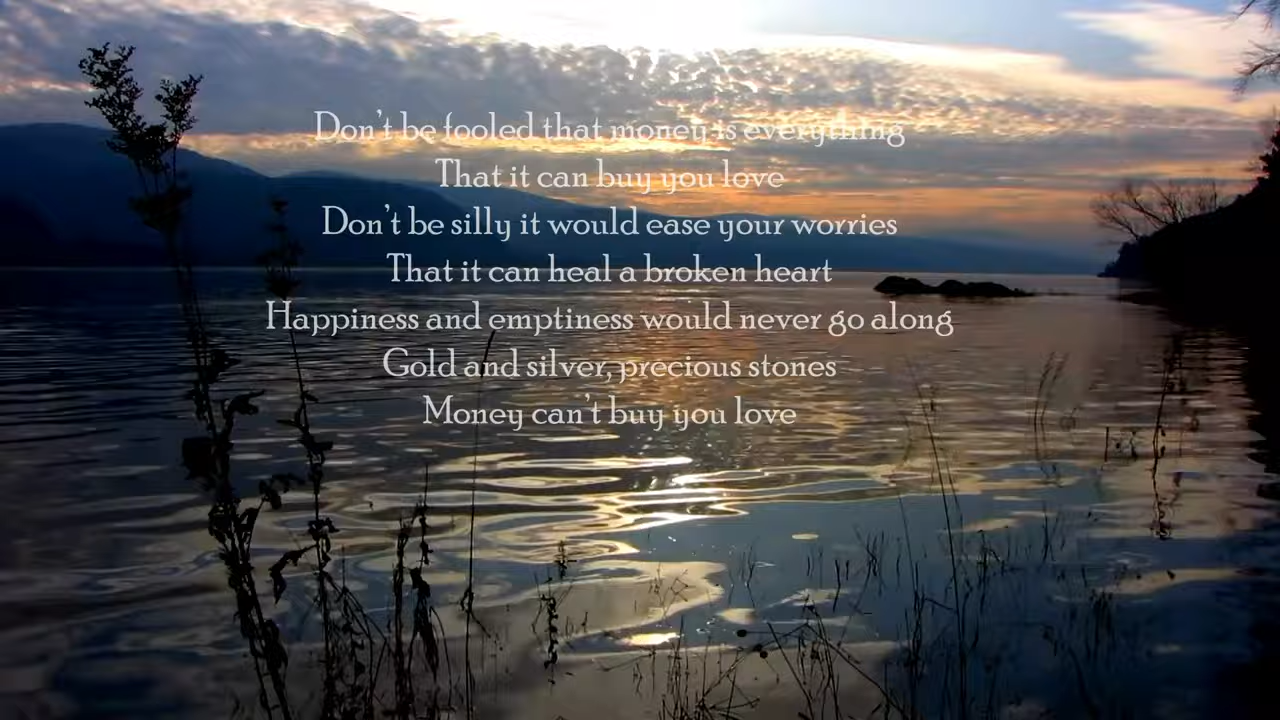 Don't be fooled that money is everything
That it can buy you love
Don't be silly it would ease your worries
That it can heal a broken heart
Happiness and emptiness would never go along
Gold and silver, precious stones
Money can't buy you love